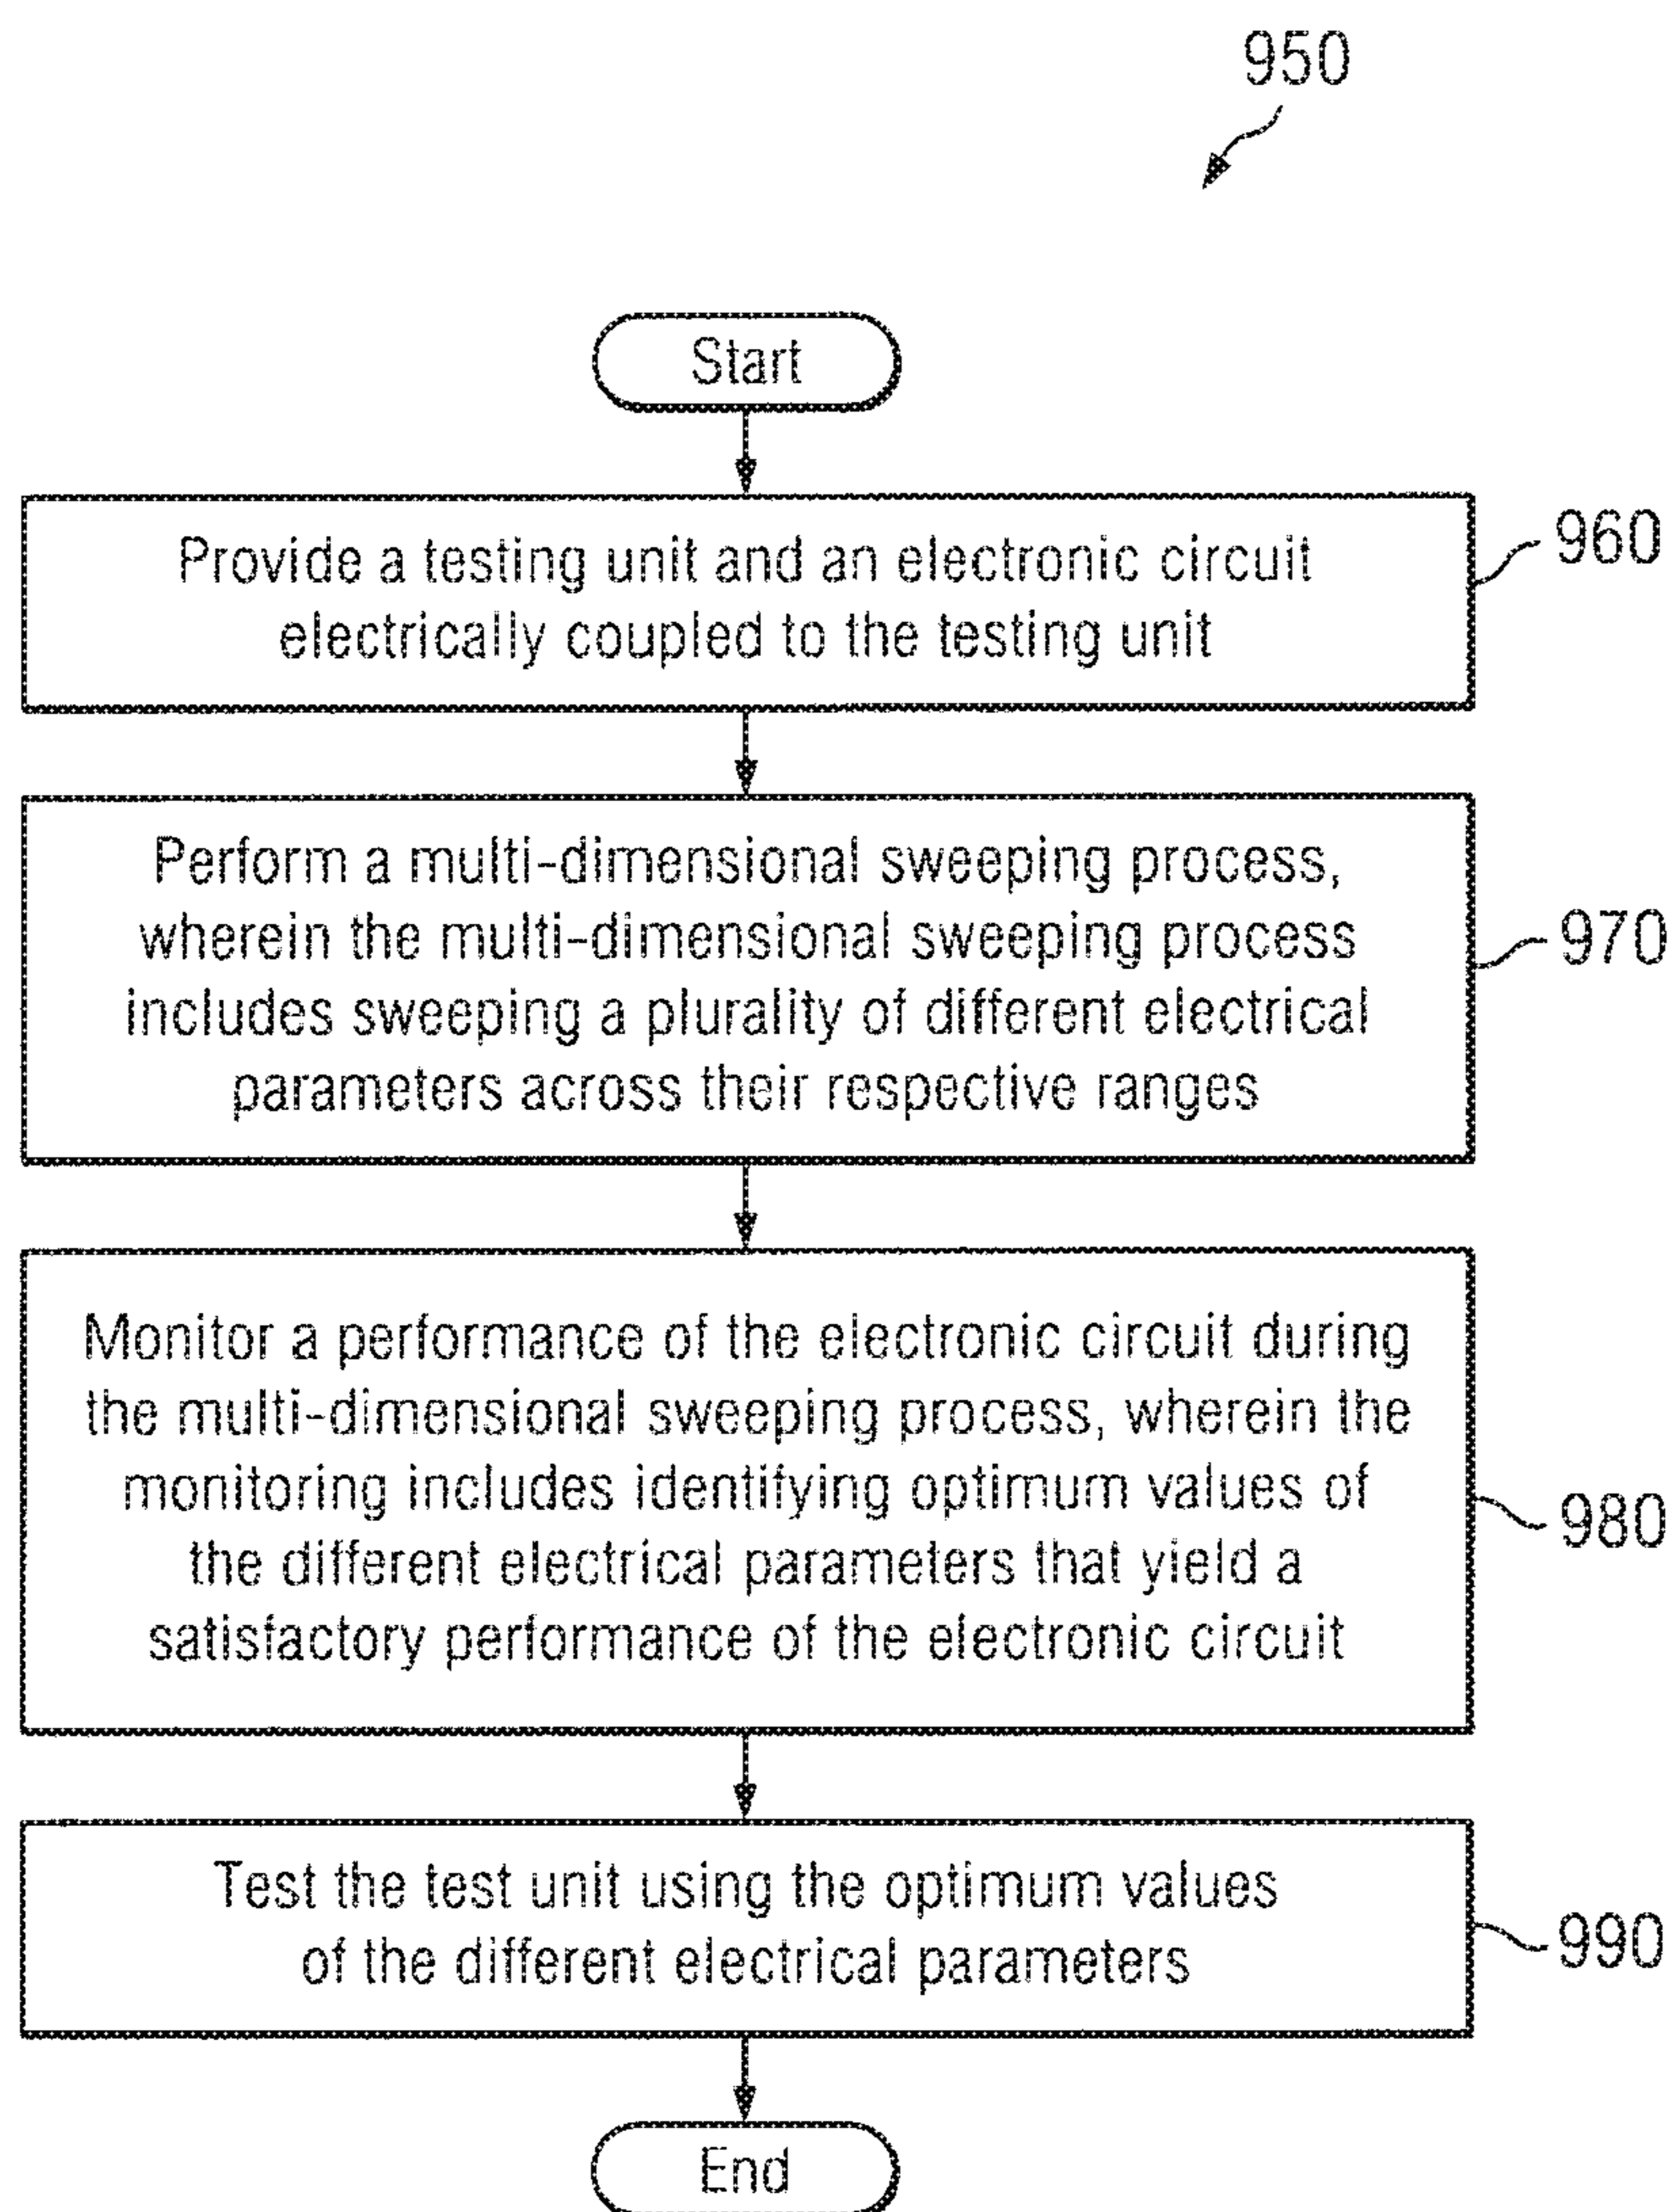 950
Start
Provide a testing unit and an electronic circuit
electrically coupled to the testing unit
960
Perform a multi-dimensional sweeping process,
wherein the multi-dimensional sweeping process
includes sweeping a plurality of different electrical
parameters across their respective ranges
970
Monitor a performance of the electronic circuit during
the multi-dimensional sweeping process, wherein the
monitoring includes identifying optimum values of
the different electrical parameters that yield a
satisfactory performance of the electronic circuit
980
Test the test unit using the optimum values
of the different electrical parameters
990
End